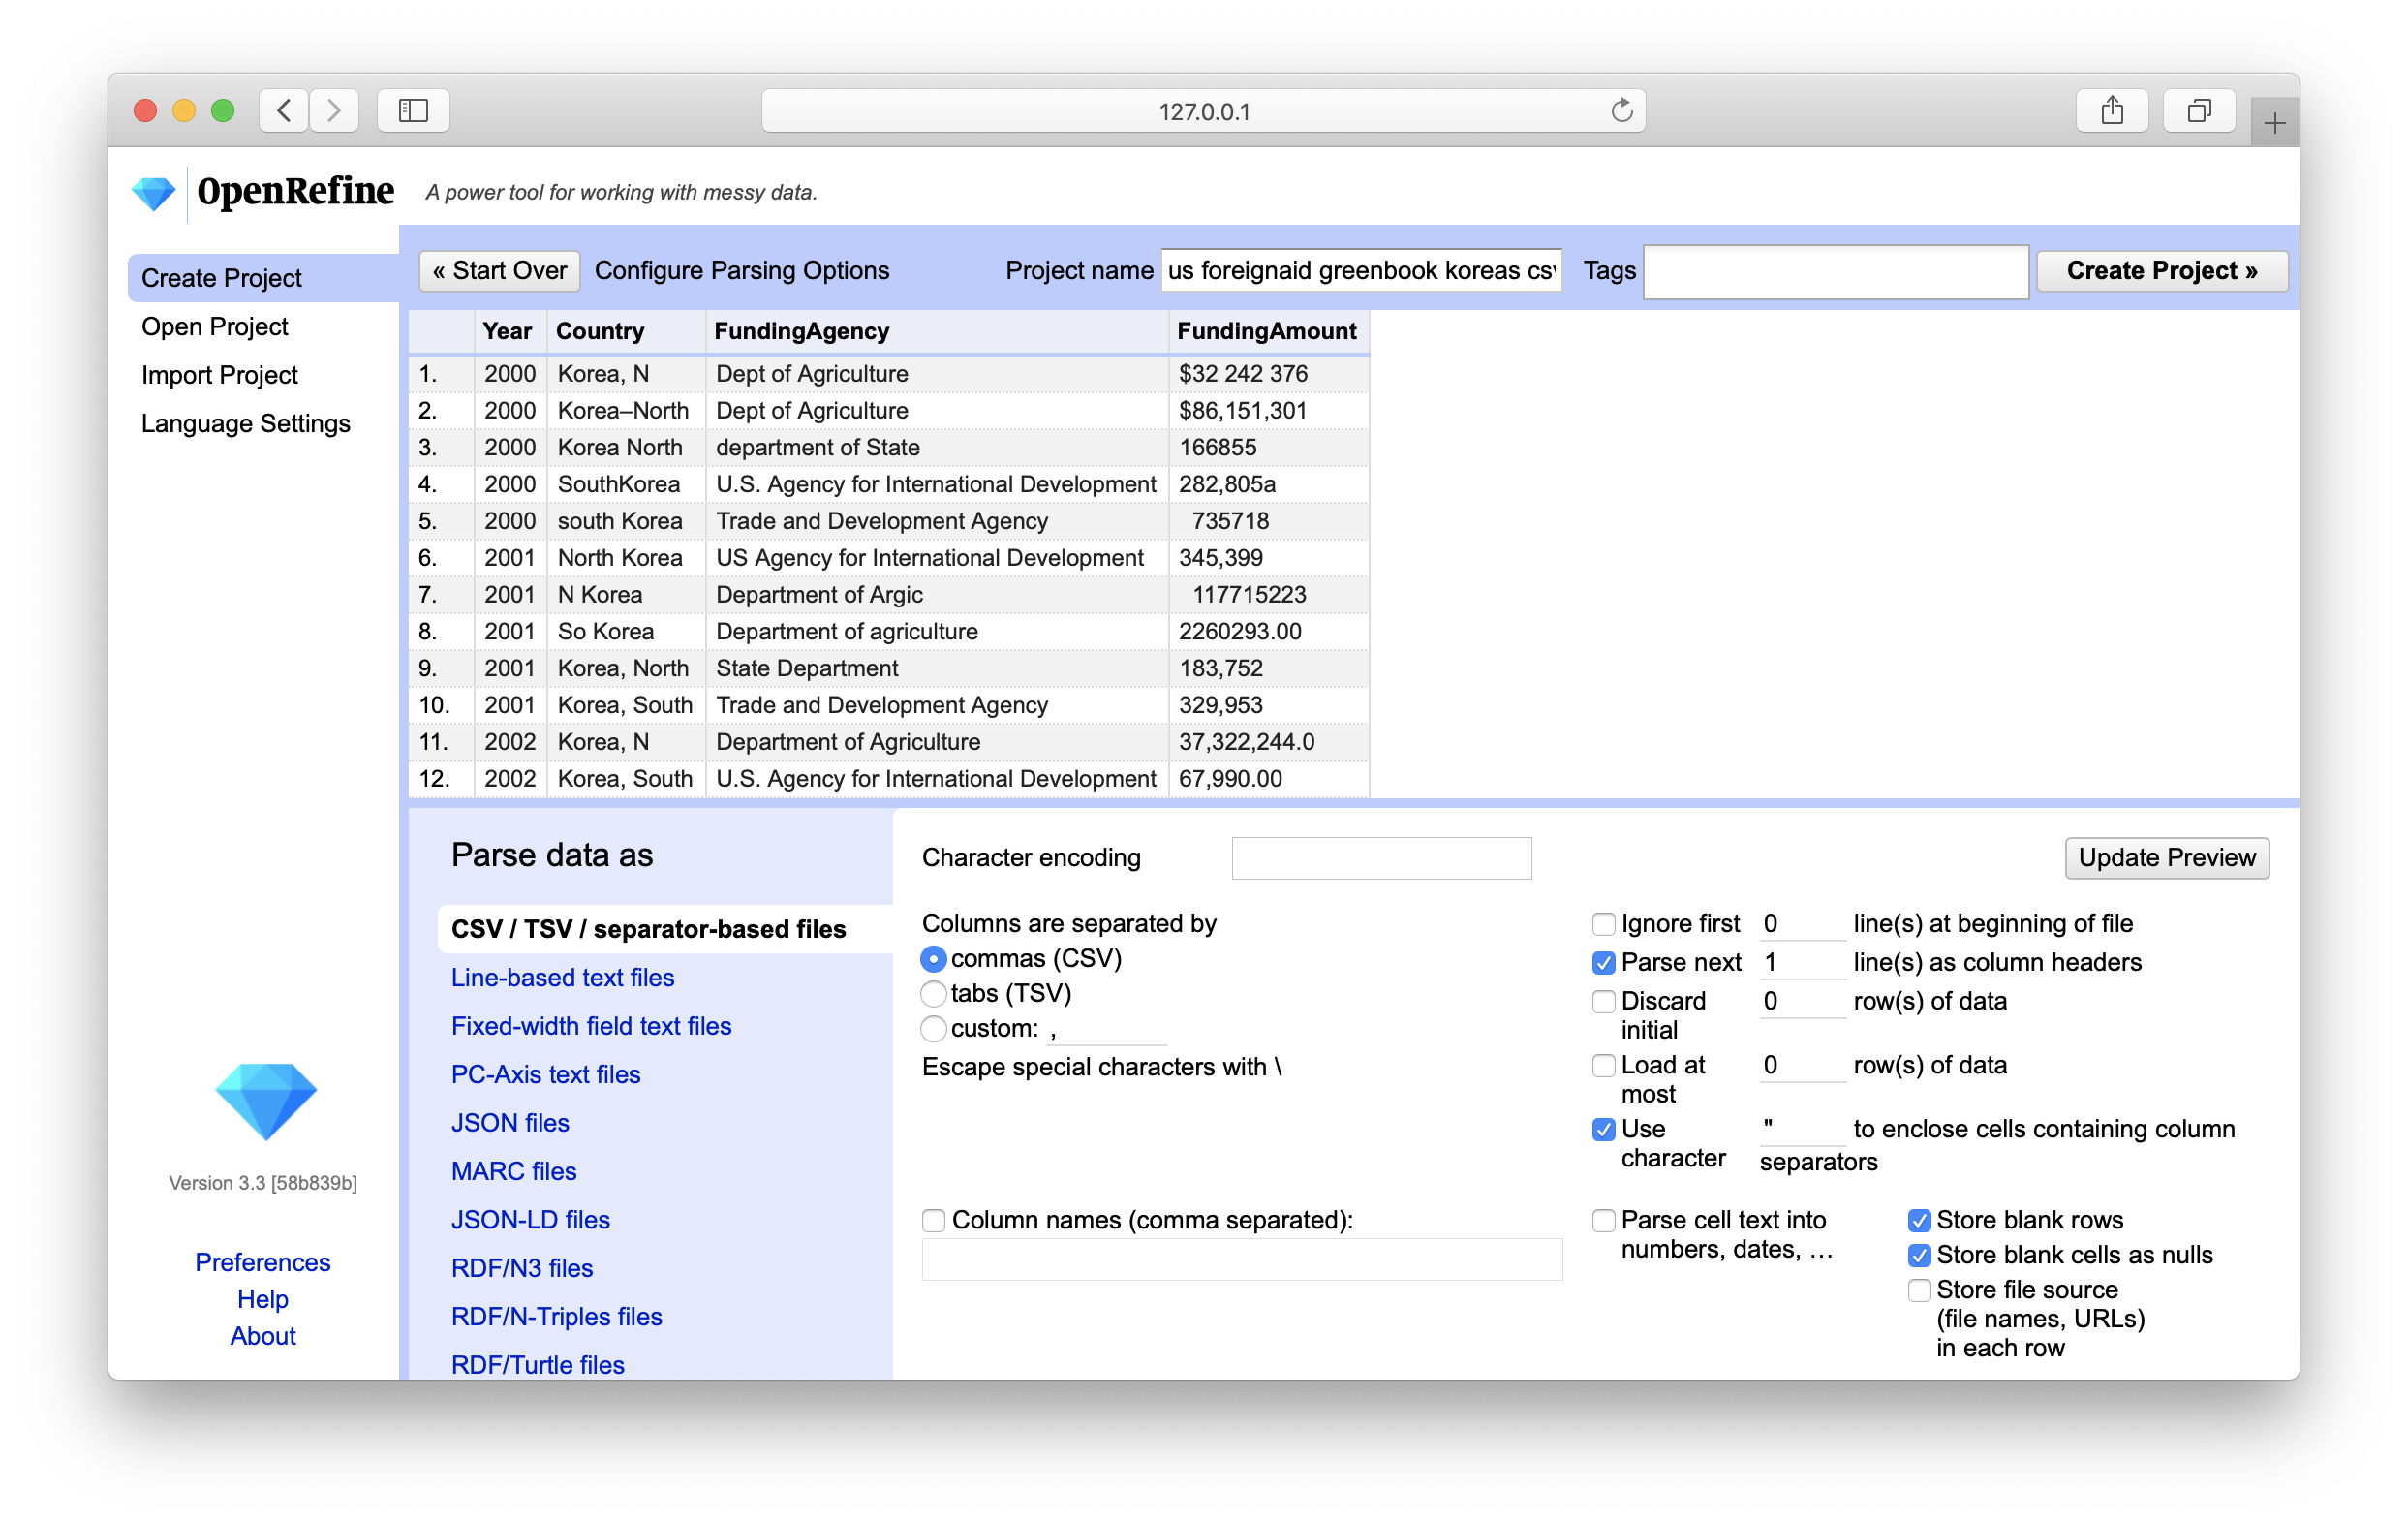 127.0.0.1
OpenRefine A power tool for working with messy data.
Create Project
Open Project
Import Project
Language Settings
« Start Over Configure Parsing Options Project name us foreignaid greenbook koreas csv Tags Create Project »
Year Country FundingAgency FundingAmount
1. 2000 Korea, N Dept of Agriculture $32 242 376
2. 2000 Korea–North Dept of Agriculture $86,151,301
3. 2000 Korea North department of State 166855
4. 2000 SouthKorea U.S. Agency for International Development 282,805a
5. 2000 south Korea Trade and Development Agency 735718
6. 2001 North Korea US Agency for International Development 345,399
7. 2001 N Korea Department of Argic 117715223
8. 2001 So Korea Department of agriculture 2260293.00
9. 2001 Korea, North State Department 183,752
10. 2001 Korea, South Trade and Development Agency 329,953
11. 2002 Korea, N Department of Agriculture 37,322,244.0
12. 2002 Korea, South U.S. Agency for International Development 67,990.00
Parse data as
CSV / TSV / separator-based files
Line-based text files
Fixed-width field text files
PC-Axis text files
JSON files
MARC files
JSON-LD files
RDF/N3 files
RDF/N-Triples files
RDF/Turtle files
Character encoding
Update Preview
Columns are separated by
commas (CSV)
tabs (TSV)
custom: ,
Escape special characters with \
Column names (comma separated):
Ignore first 0 line(s) at beginning of file
Parse next 1 line(s) as column headers
Discard initial 0 row(s) of data
Load at most 0 row(s) of data
Use character " to enclose cells containing column
separators
Parse cell text into
numbers, dates, …
Store blank rows
Store blank cells as nulls
Store file source
(file names, URLs)
in each row
Version 3.3 [58b839b]
Preferences
Help
About